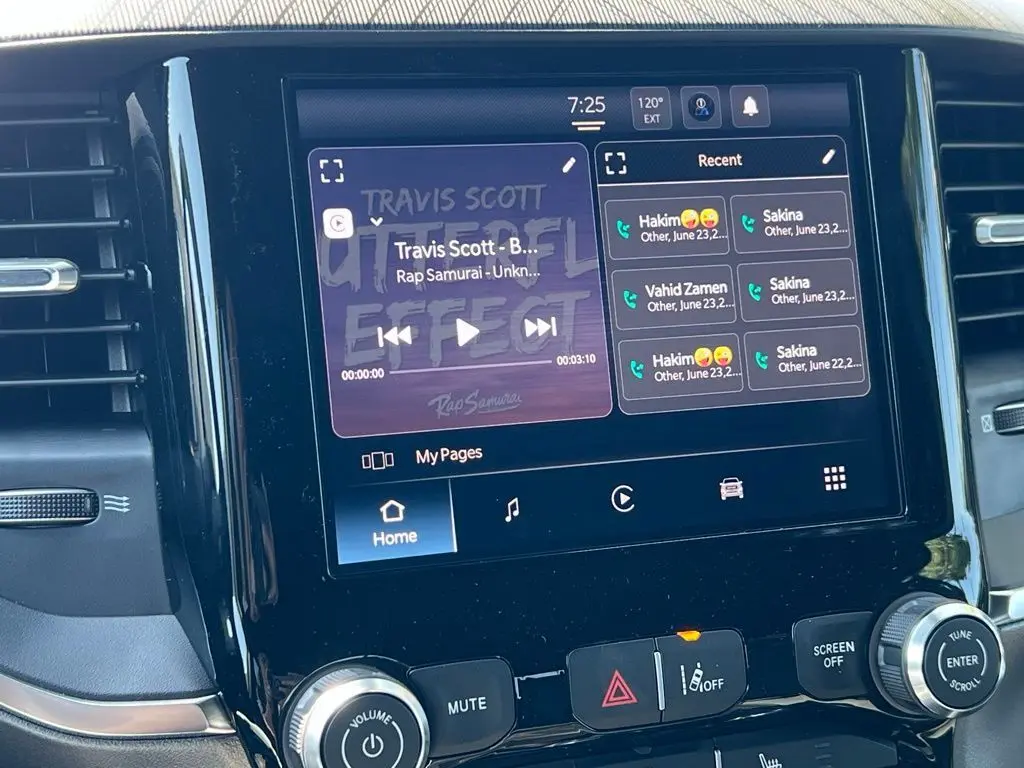 7:25
120°
EXT
TRAVIS SCOTT
UTTERFL
EFFECT
Travis Scott - B...
Rap Samurai - Unkn...
00:00:00
00:03:10
Rap Samurai
Recent
Hakim🤪🤪
Other, June 23,2...
Sakina
Other, June 23,2...
Vahid Zamen
Other, June 23,2...
Sakina
Other, June 23,2...
Hakim🤪🤪
Other, June 23,2...
Sakina
Other, June 22,2...
My Pages
Home
VOLUME
MUTE
OFF
SCREEN
OFF
TUNE
ENTER
SCROLL